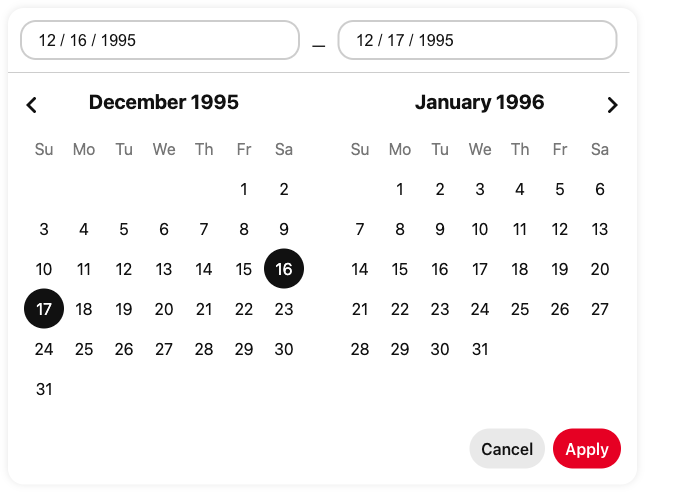 12 / 16 / 1995 – 12 / 17 / 1995
December 1995 January 1996
Su Mo Tu We Th Fr Sa Su Mo Tu We Th Fr Sa
1 2 1 2 3 4 5 6
3 4 5 6 7 8 9 7 8 9 10 11 12 13
10 11 12 13 14 15 16 14 15 16 17 18 19 20
17 18 19 20 21 22 23 21 22 23 24 25 26 27
24 25 26 27 28 29 30 28 29 30 31
31
Cancel Apply